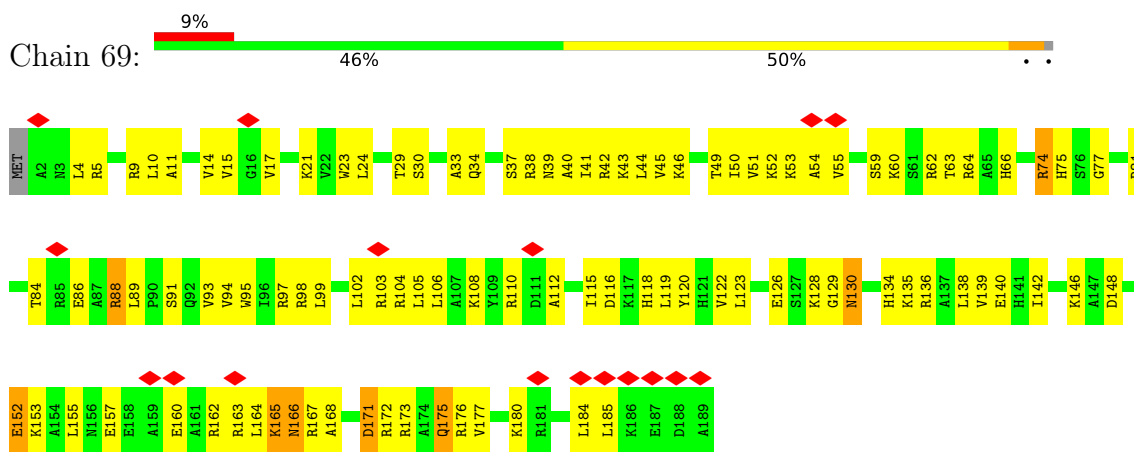 9%
Chain 69:
46% 50% . .
MET A2 N3 L4 R5 R9 L10 A11 V14 V15 G16 V17 K21 V22 W23 L24 T29 S30 A33 Q34 S37 R38 N39 A40 I41 R42 K43 L44 V45 K46 T49 I50 V51 K52 K53 A54 V55 S59 K60 S61 R62 T63 R64 A65 H66 R74 H75 S76 G77
T84 R85 E86 A87 R88 L89 P90 S91 Q92 V93 V94 W95 I96 R97 R98 L99 L102 R103 R104 L105 L106 A107 K108 Y109 R110 D111 A112 I115 D116 K117 H118 L119 Y120 H121 V122 L123 E126 S127 K128 G129 N130 H134 K135 R136 A137 L138 V139 E140 H141 I142 K146 A147 D148
E152 K153 A154 L155 N156 E157 E158 A159 E160 A161 R162 R163 L164 K165 N166 R167 A168 D171 R172 R173 A174 Q175 R176 V177 K180 R181 L184 L185 K186 E187 D188 A189